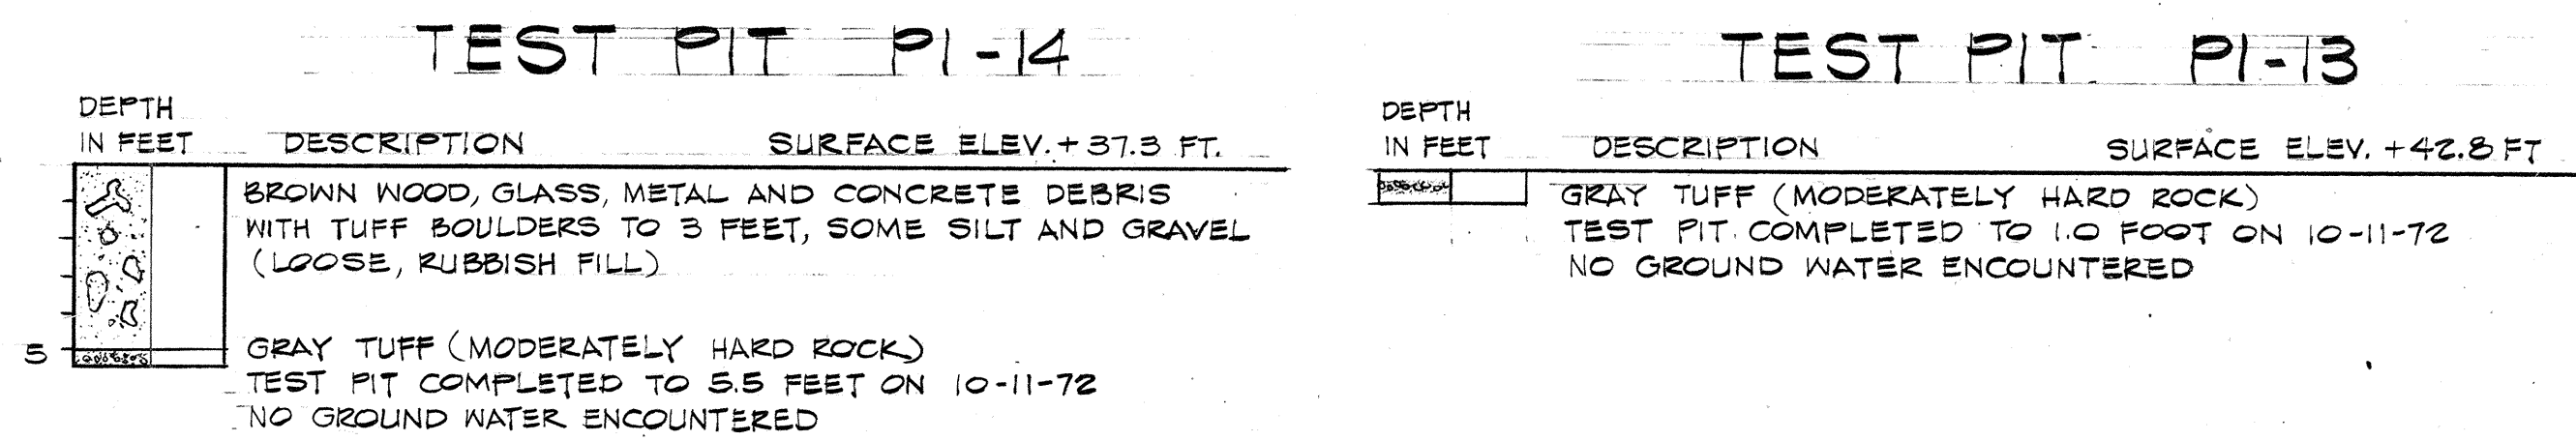 TEST PIT P1-14
DEPTH
IN FEET DESCRIPTION SURFACE ELEV. +37.3 FT.
BROWN WOOD, GLASS, METAL AND CONCRETE DEBRIS
WITH TUFF BOULDERS TO 3 FEET, SOME SILT AND GRAVEL
(LOOSE, RUBBISH FILL)
5
GRAY TUFF (MODERATELY HARD ROCK)
TEST PIT COMPLETED TO 5.5 FEET ON 10-11-72
NO GROUND WATER ENCOUNTERED
TEST PIT P1-13
DEPTH
IN FEET DESCRIPTION SURFACE ELEV. +42.8 FT
GRAY TUFF (MODERATELY HARD ROCK)
TEST PIT COMPLETED TO 1.0 FOOT ON 10-11-72
NO GROUND WATER ENCOUNTERED